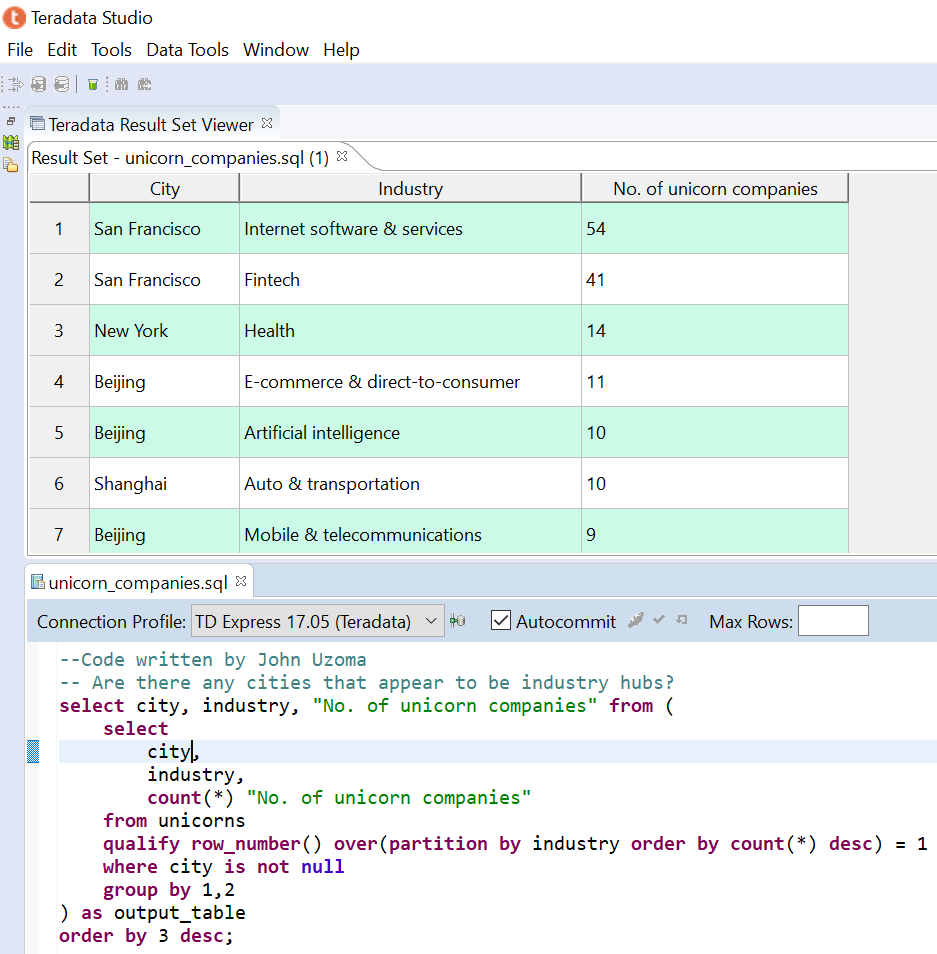 Teradata Studio
File Edit Tools Data Tools Window Help
Teradata Result Set Viewer
Result Set - unicorn_companies.sql (1)
City Industry No. of unicorn companies
1 San Francisco Internet software & services 54
2 San Francisco Fintech 41
3 New York Health 14
4 Beijing E-commerce & direct-to-consumer 11
5 Beijing Artificial intelligence 10
6 Shanghai Auto & transportation 10
7 Beijing Mobile & telecommunications 9
unicorn_companies.sql
Connection Profile: TD Express 17.05 (Teradata) Autocommit Max Rows:
--Code written by John Uzoma
-- Are there any cities that appear to be industry hubs?
select city, industry, "No. of unicorn companies" from (
select
city,
industry,
count(*) "No. of unicorn companies"
from unicorns
qualify row_number() over(partition by industry order by count(*) desc) = 1
where city is not null
group by 1,2
) as output_table
order by 3 desc;